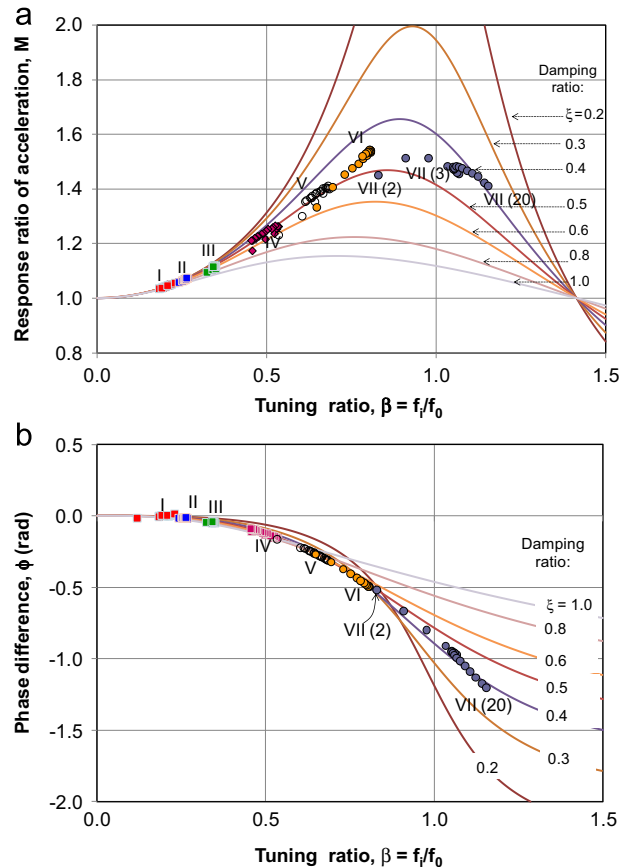 a
Response ratio of acceleration, M
2.0
1.8
1.6
1.4
1.2
1.0
0.8
0.0
0.5
1.0
1.5
Tuning ratio, β = fᵢ/f₀
Damping
ratio:
ξ = 0.2
0.3
0.4
0.5
0.6
0.8
1.0
I
II
III
IV
V
VI
VII (2)
VII (3)
VII (20)
b
Phase difference, ϕ (rad)
0.5
0.0
-0.5
-1.0
-1.5
-2.0
0.0
0.5
1.0
1.5
Tuning ratio, β = fᵢ/f₀
Damping
ratio:
ξ = 1.0
0.8
0.6
0.5
0.4
0.3
0.2
I
II
III
IV
V
VI
VII (2)
VII (20)